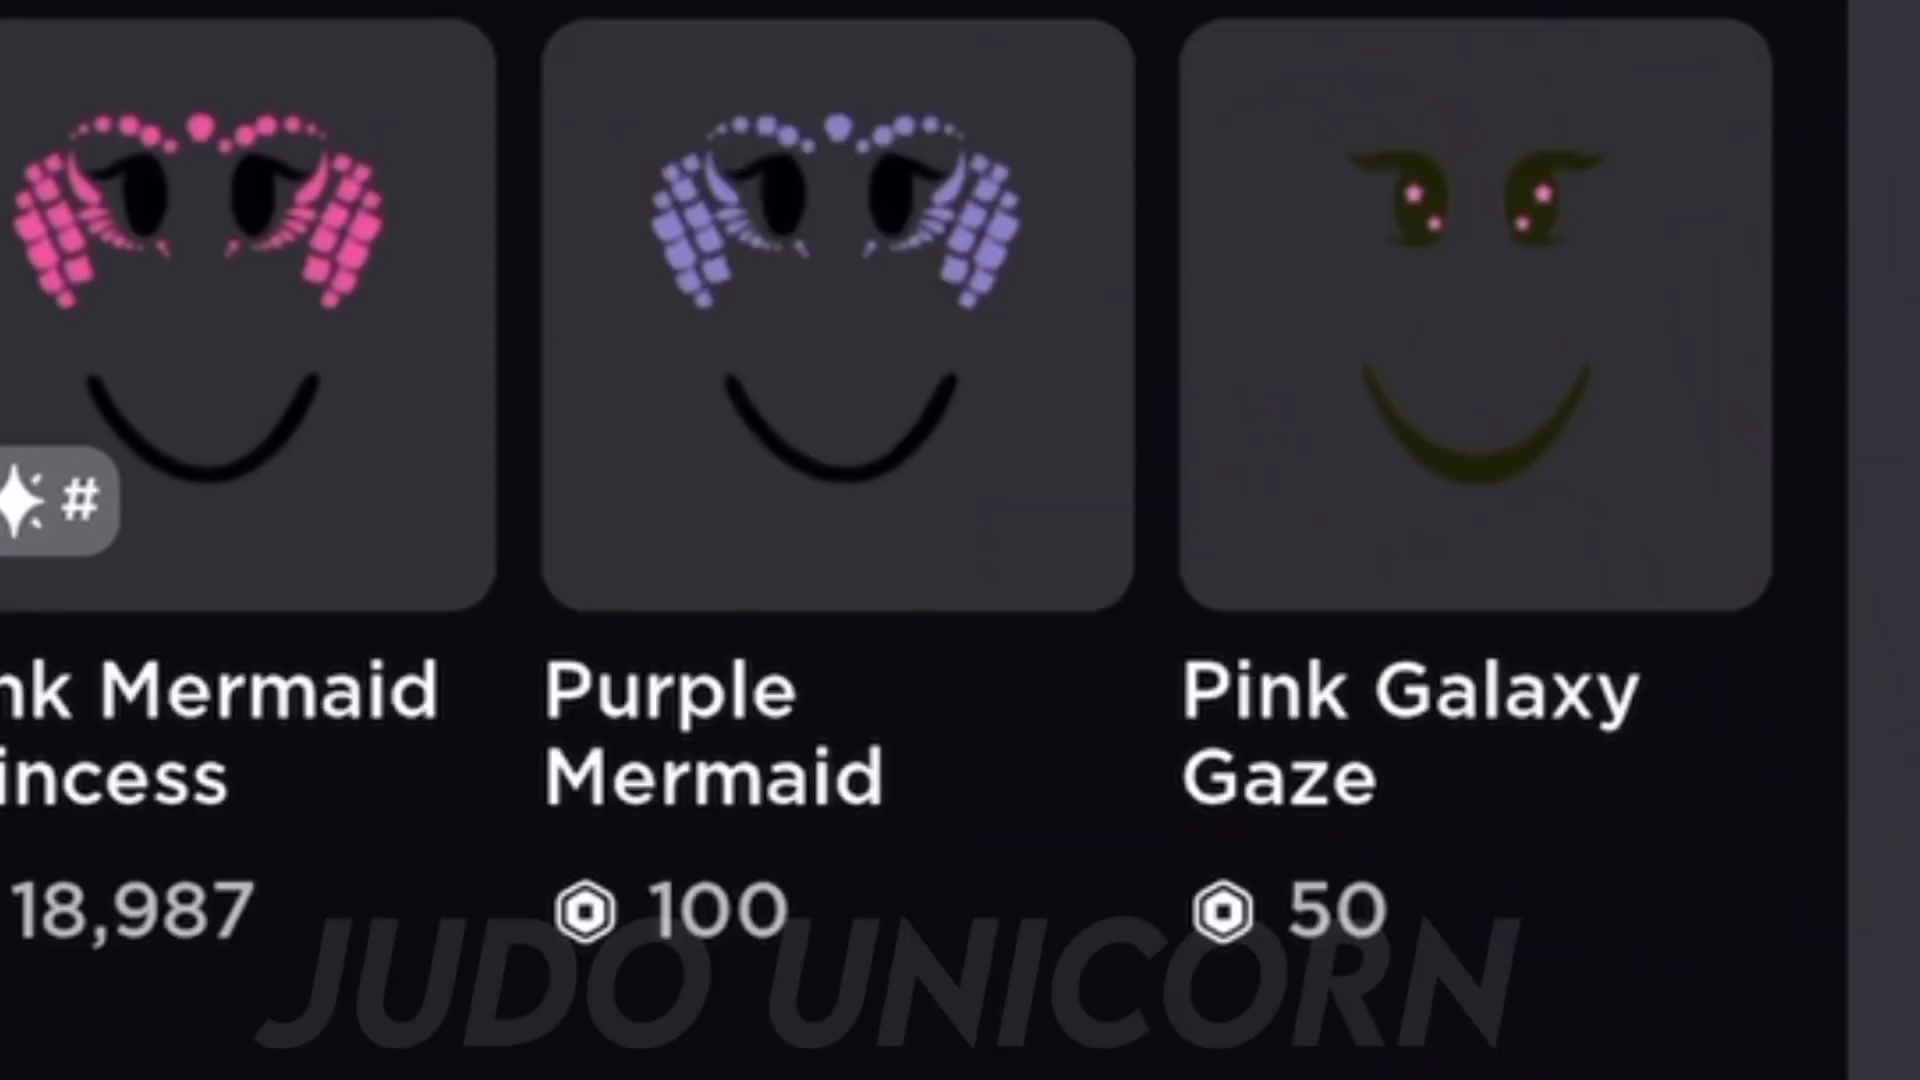 #
nk Mermaid
incess
18,987
Purple
Mermaid
100
Pink Galaxy
Gaze
50
JUDO UNICORN